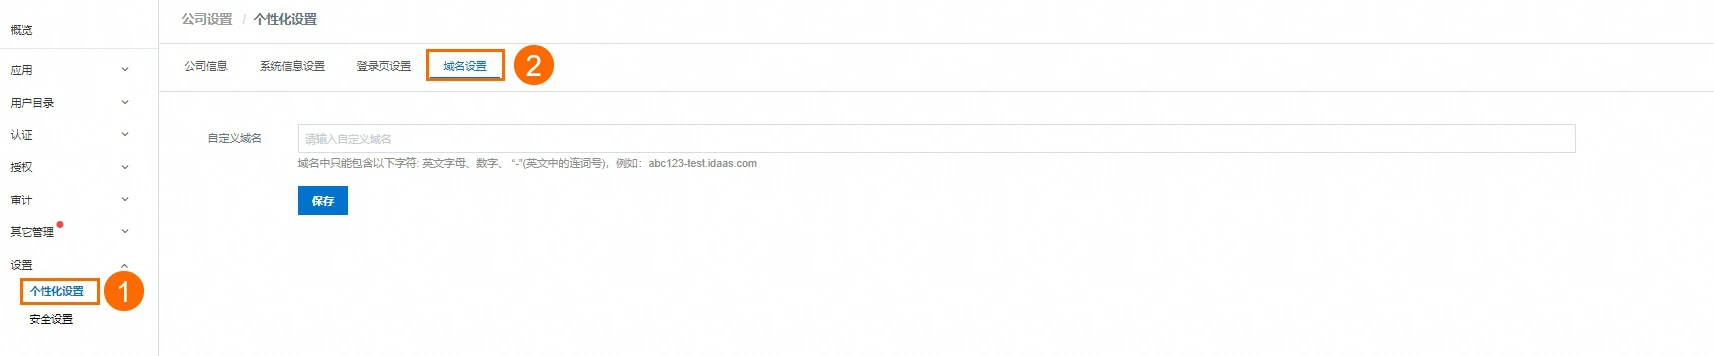 概览
应用
用户目录
认证
授权
审计
其它管理
设置
个性化设置
1
安全设置
公司设置 / 个性化设置
公司信息 系统信息设置 登录页设置 域名设置 2
自定义域名 请输入自定义域名
域名中只能包含以下字符: 英文字母、数字、 “-”(英文中的连词号)，例如：abc123-test.idaas.com
保存